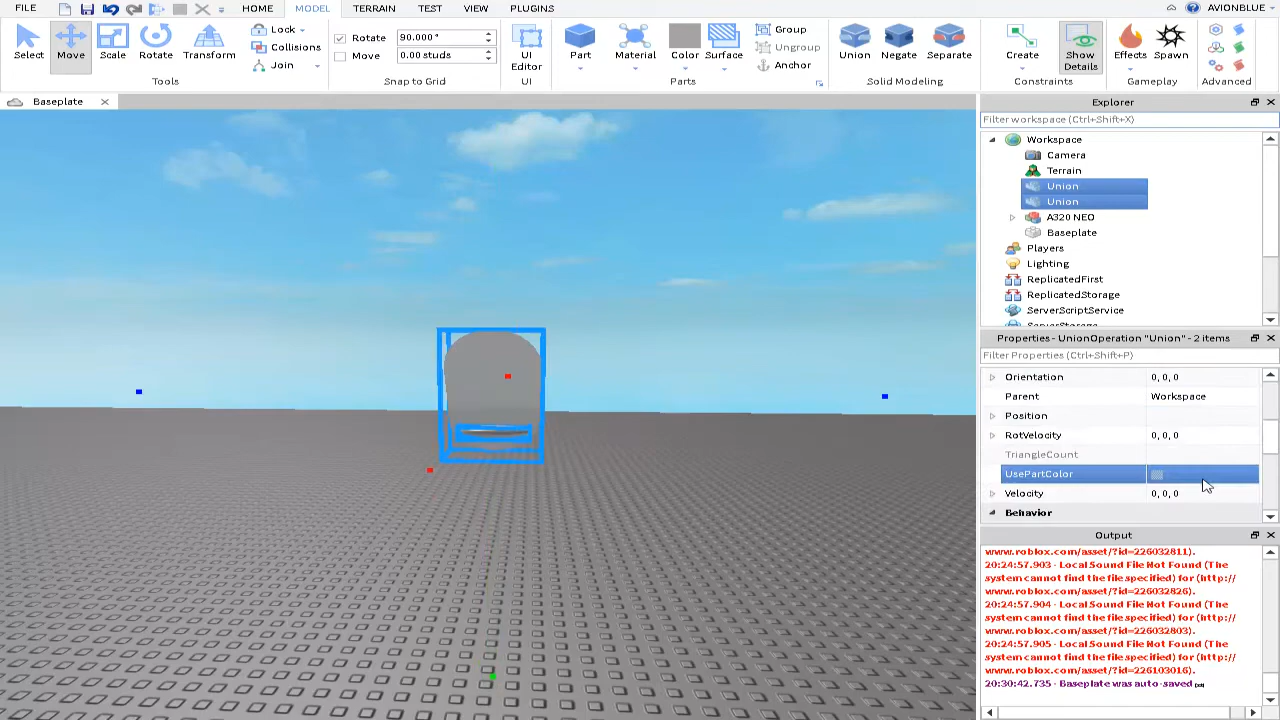 FILE HOME MODEL TERRAIN TEST VIEW PLUGINS AVIONBLUE
Select Move Scale Rotate Transform
Lock
Collisions
Join
Tools
Rotate 90.000 °
Move 0.00 studs
Snap to Grid
UI
Editor
UI
Part Material Color Surface
Group
Ungroup
Anchor
Parts
Union Negate Separate
Solid Modeling
Create Show
Details
Constraints
Effects Spawn
Gameplay
Advanced
Baseplate
Explorer
Filter workspace (Ctrl+Shift+X)
Workspace
Camera
Terrain
Union
Union
A320 NEO
Baseplate
Players
Lighting
ReplicatedFirst
ReplicatedStorage
ServerScriptService
ServerStorage
Properties - UnionOperation "Union" - 2 items
Filter Properties (Ctrl+Shift+P)
Orientation 0, 0, 0
Parent Workspace
Position
RotVelocity 0, 0, 0
TriangleCount
UsePartColor
Velocity 0, 0, 0
Behavior
Output
www.roblox.com/asset/?id=226032811).
20:24:57.903 - Local Sound File Not Found (The
system cannot find the file specified) for (http://
www.roblox.com/asset/?id=226032826).
20:24:57.904 - Local Sound File Not Found (The
system cannot find the file specified) for (http://
www.roblox.com/asset/?id=226032803).
20:24:57.905 - Local Sound File Not Found (The
system cannot find the file specified) for (http://
www.roblox.com/asset/?id=226103016).
20:30:42.735 - Baseplate was auto-saved